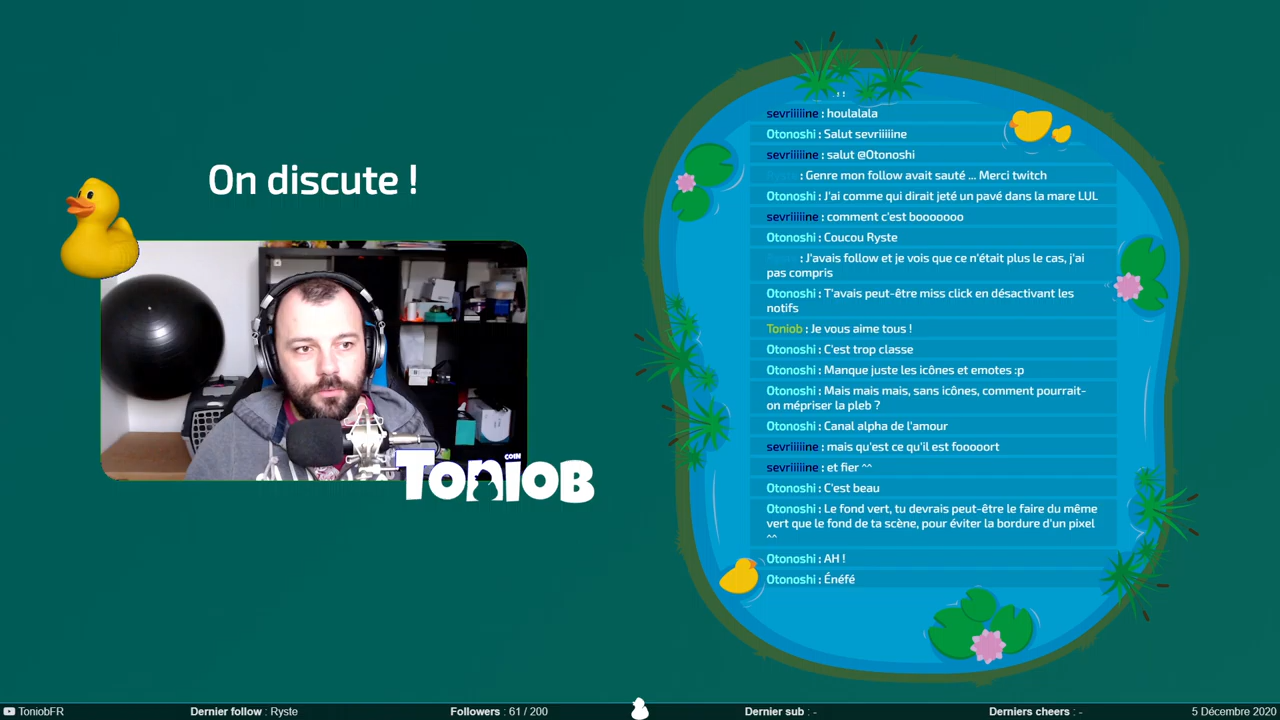 On discute !
COIN
TONIOB
sevriiiiine : houlalala
Otonoshi : Salut sevriiiiine
sevriiiiine : salut @Otonoshi
Ryste : Genre mon follow avait sauté ... Merci twitch
Otonoshi : J'ai comme qui dirait jeté un pavé dans la mare LUL
sevriiiiine : comment c'est booooooo
Otonoshi : Coucou Ryste
Ryste : J'avais follow et je vois que ce n'était plus le cas, j'ai
pas compris
Otonoshi : T'avais peut-être miss click en désactivant les
notifs
Toniob : Je vous aime tous !
Otonoshi : C'est trop classe
Otonoshi : Manque juste les icônes et emotes :p
Otonoshi : Mais mais mais, sans icônes, comment pourrait-
on mépriser la pleb ?
Otonoshi : Canal alpha de l'amour
sevriiiiine : mais qu'est ce qu'il est fooooort
sevriiiiine : et fier ^^
Otonoshi : C'est beau
Otonoshi : Le fond vert, tu devrais peut-être le faire du même
vert que le fond de ta scène, pour éviter la bordure d'un pixel
^^
Otonoshi : AH !
Otonoshi : Énéfé
ToniobFR
Dernier follow : Ryste
Followers : 61 / 200
Dernier sub : -
Derniers cheers : -
5 Décembre 2020